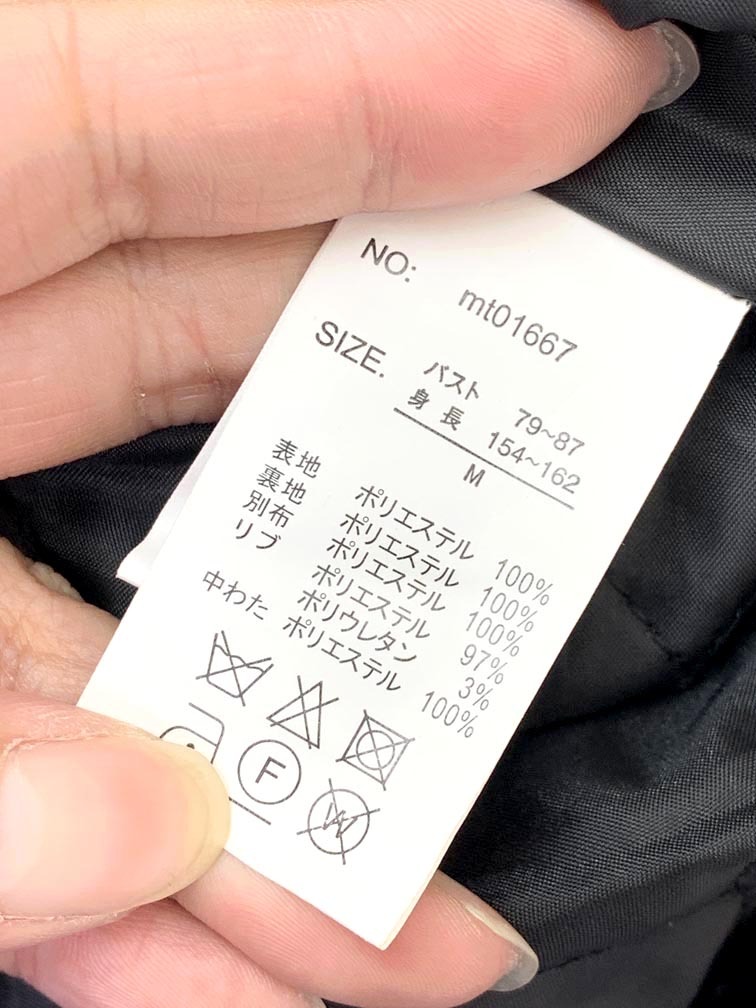 NO: mt01667
SIZE. バスト 79~87
身長 154~162
M
表地 ポリエステル 100%
裏地 ポリエステル 100%
別布 ポリエステル 100%
リブ ポリエステル 97%
ポリウレタン 3%
中わた ポリエステル 100%
F
W